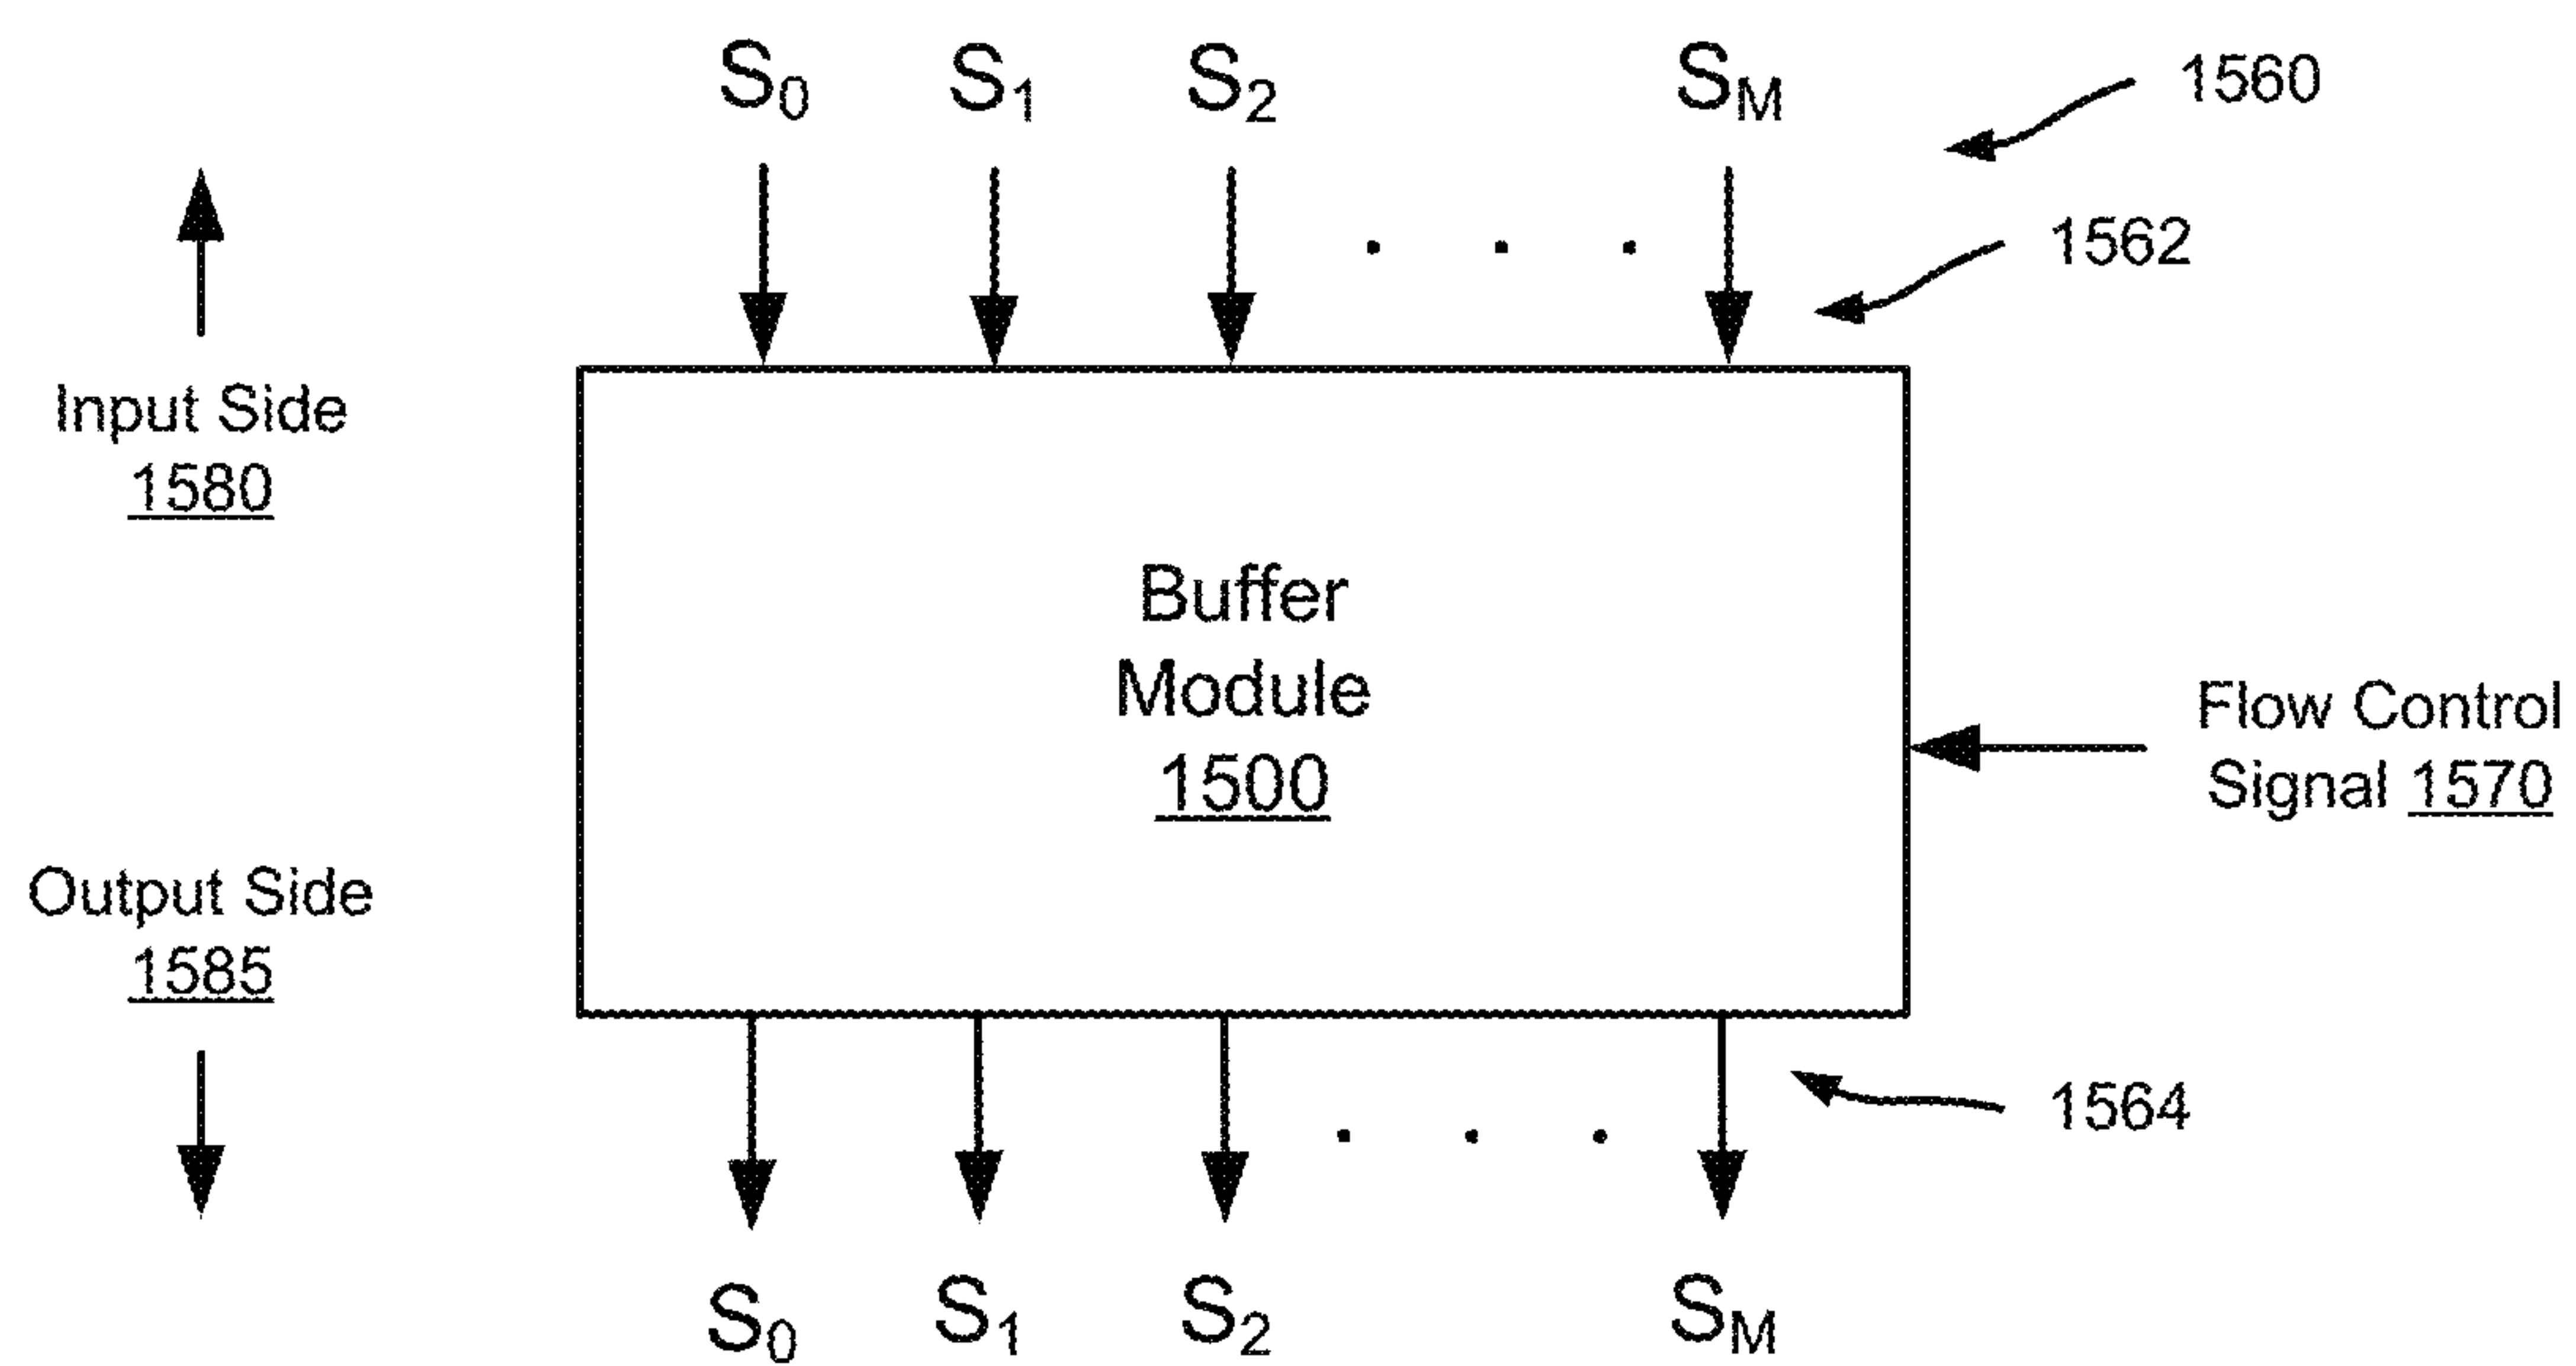 S0 S1 S2 SM 1560
1562
Input Side
1580
Buffer
Module
1500
Flow Control
Signal 1570
Output Side
1585
1564
S0 S1 S2 SM